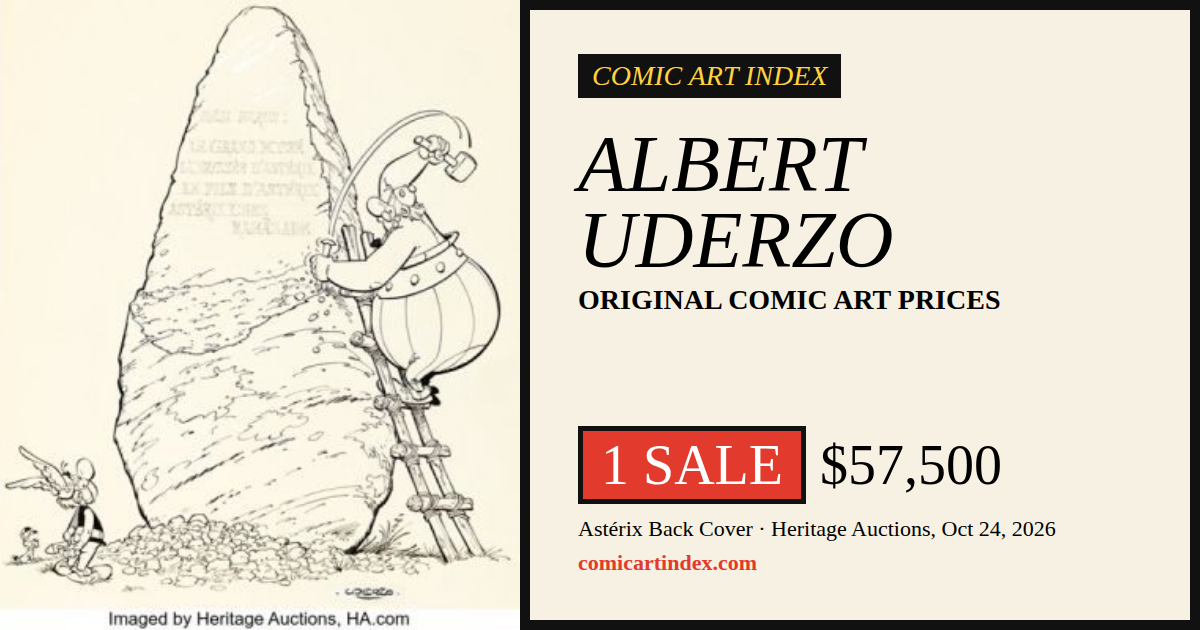 UDERZO
Imaged by Heritage Auctions, HA.com
COMIC ART INDEX
ALBERT
UDERZO
ORIGINAL COMIC ART PRICES
1 SALE $57,500
Astérix Back Cover · Heritage Auctions, Oct 24, 2026
comicartindex.com